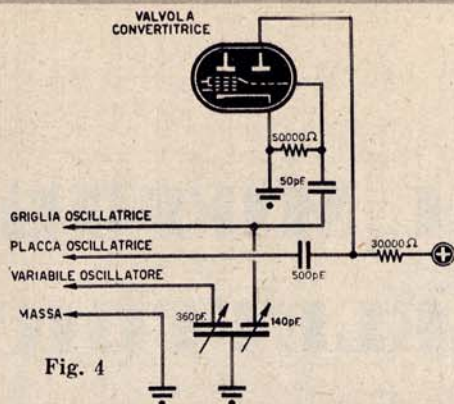 VALVOLA
CONVERTITRICE
50000Ω
50pF
GRIGLIA OSCILLATRICE
PLACCA OSCILLATRICE
30000Ω
500pF
VARIABILE OSCILLATORE
MASSA
360pF
140pF
Fig. 4